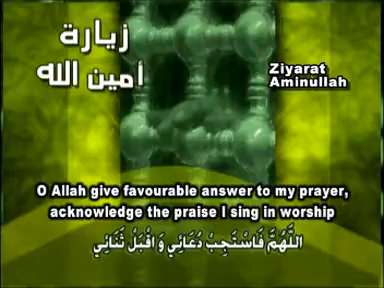 زيارة
أمين الله
Ziyarat
Aminullah
O Allah give favourable answer to my prayer,
acknowledge the praise I sing in worship
اللَّهُمَّ فَاسْتَجِبْ دُعَائِي وَ اقْبَلْ ثَنَائِي